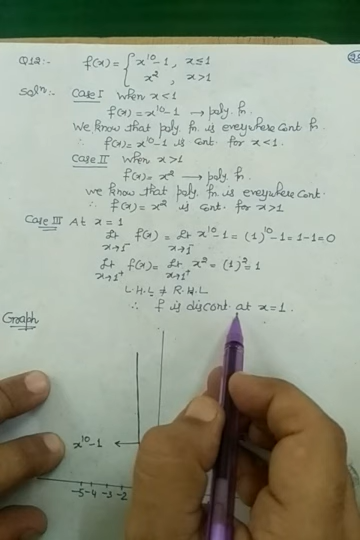 Q12:- f(x) = { x^10 - 1 , x ≤ 1
x^2 , x > 1
Soln:- Case I When x < 1
f(x) = x^10 - 1 → poly. fn.
We know that poly. fn. is everywhere cont. fn
∴ f(x) = x^10 - 1 is cont. for x < 1.
Case II When x > 1
f(x) = x^2 → poly. fn.
We know that poly. fn. is everywhere cont.
∴ f(x) = x^2 is cont. for x > 1
Case III At x = 1
Lt x→1⁻ f(x) = Lt x→1⁻ x^10 - 1 = (1)^10 - 1 = 1 - 1 = 0
Lt x→1⁺ f(x) = Lt x→1⁺ x^2 = (1)^2 = 1
L.H.L ≠ R.H.L
∴ f is discont. at x = 1.
Graph
x^10 - 1 ←
-5 -4 -3 -2